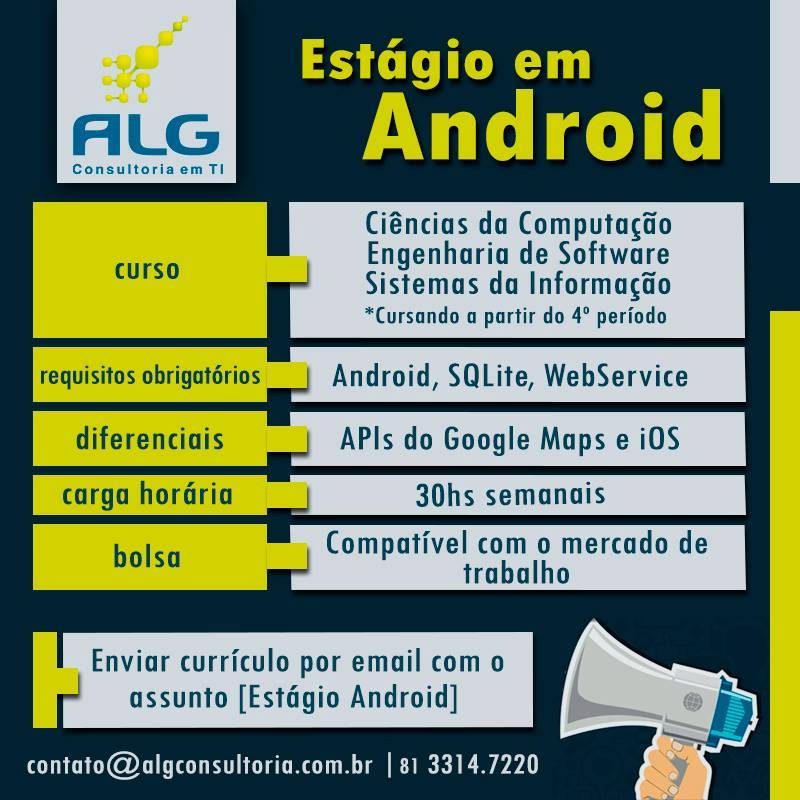 ALG
Consultoria em TI
Estágio em
Android
curso
Ciências da Computação
Engenharia de Software
Sistemas da Informação
*Cursando a partir do 4º período
requisitos obrigatórios
Android, SQLite, WebService
diferenciais
APIs do Google Maps e iOS
carga horária
30hs semanais
bolsa
Compatível com o mercado de
trabalho
Enviar currículo por email com o
assunto [Estágio Android]
contato@algconsultoria.com.br | 81 3314.7220